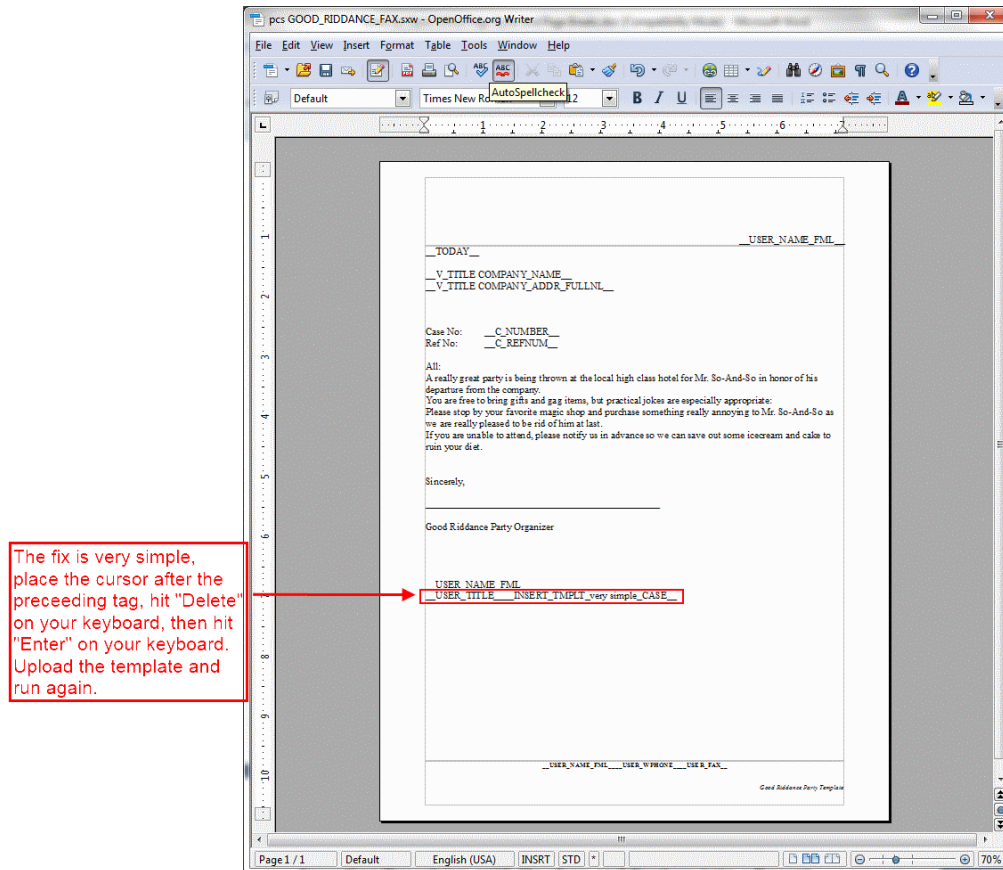 pcs GOOD_RIDDANCE_FAX.sxw - OpenOffice.org Writer
File Edit View Insert Format Table Tools Window Help
AutoSpellcheck
Default Times New Ro 12 B I U A
1 2 3 4 5 6 7
__USER_NAME_FML__
__TODAY__
__V_TITLE COMPANY_NAME__
__V_TITLE COMPANY_ADDR_FULLNL__
Case No: __C_NUMBER__
Ref No: __C_REFNUM__
All:
A really great party is being thrown at the local high class hotel for Mr. So-And-So in honor of his
departure from the company.
You are free to bring gifts and gag items, but practical jokes are especially appropriate:
Please stop by your favorite magic shop and purchase something really annoying to Mr. So-And-So as
we are really pleased to be rid of him at last.
If you are unable to attend, please notify us in advance so we can save out some icecream and cake to
ruin your diet.
Sincerely,
Good Riddance Party Organizer
__USER_NAME_FML__
__USER_TITLE____INSERT_TMPLT_very simple_CASE__
The fix is very simple,
place the cursor after the
preceeding tag, hit "Delete"
on your keyboard, then hit
"Enter" on your keyboard.
Upload the template and
run again.
__USER_NAME_FML____USER_WPHONE____USER_FAX__
Good Riddance Party Template
Page 1 / 1 Default English (USA) INSRT STD * 70%